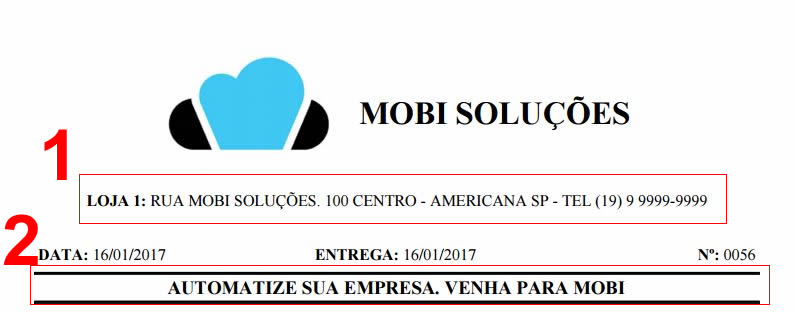 MOBI SOLUÇÕES
1
LOJA 1: RUA MOBI SOLUÇÕES. 100 CENTRO - AMERICANA SP - TEL (19) 9 9999-9999
2
DATA: 16/01/2017 ENTREGA: 16/01/2017 Nº: 0056
AUTOMATIZE SUA EMPRESA. VENHA PARA MOBI